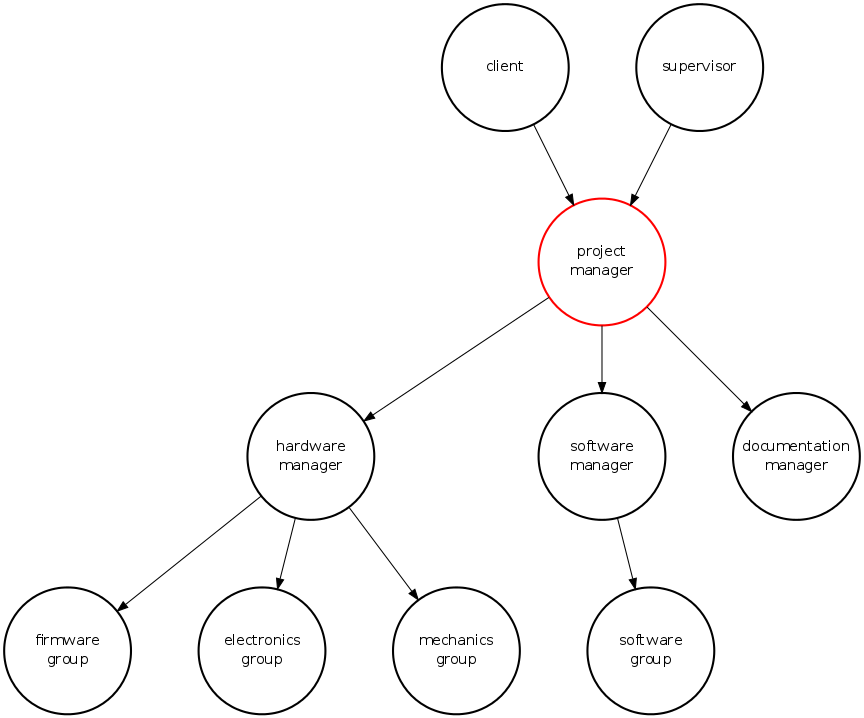 client
supervisor
project
manager
hardware
manager
software
manager
documentation
manager
firmware
group
electronics
group
mechanics
group
software
group